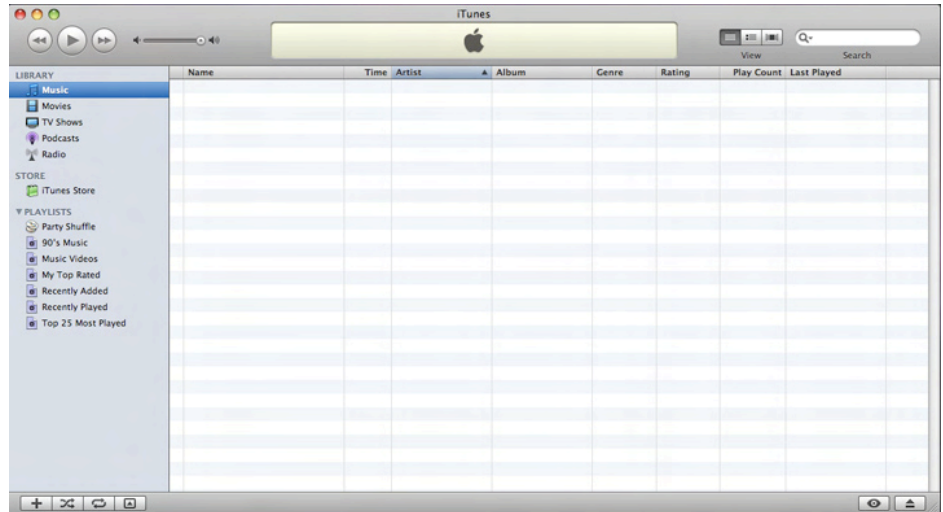 iTunes
View
Search
LIBRARY
Music
Movies
TV Shows
Podcasts
Radio
STORE
iTunes Store
PLAYLISTS
Party Shuffle
90's Music
Music Videos
My Top Rated
Recently Added
Recently Played
Top 25 Most Played
Name Time Artist Album Genre Rating Play Count Last Played